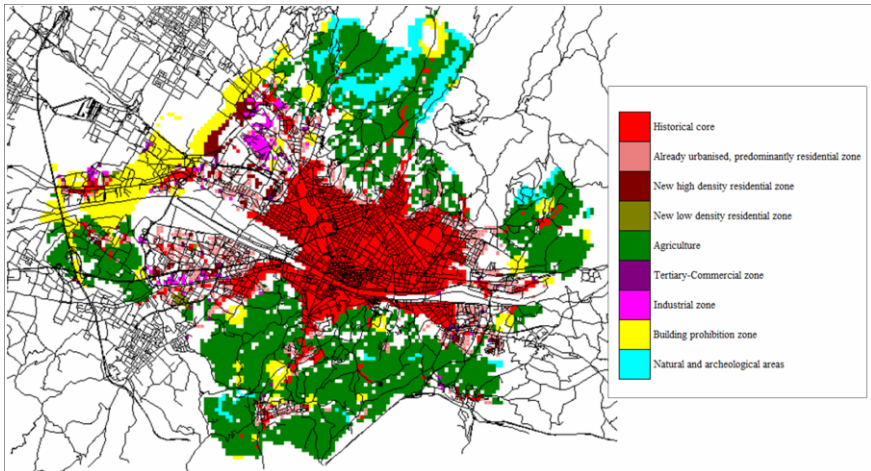 Historical core
Already urbanised, predominantly residential zone
New high density residential zone
New low density residential zone
Agriculture
Tertiary-Commercial zone
Industrial zone
Building prohibition zone
Natural and archeological areas